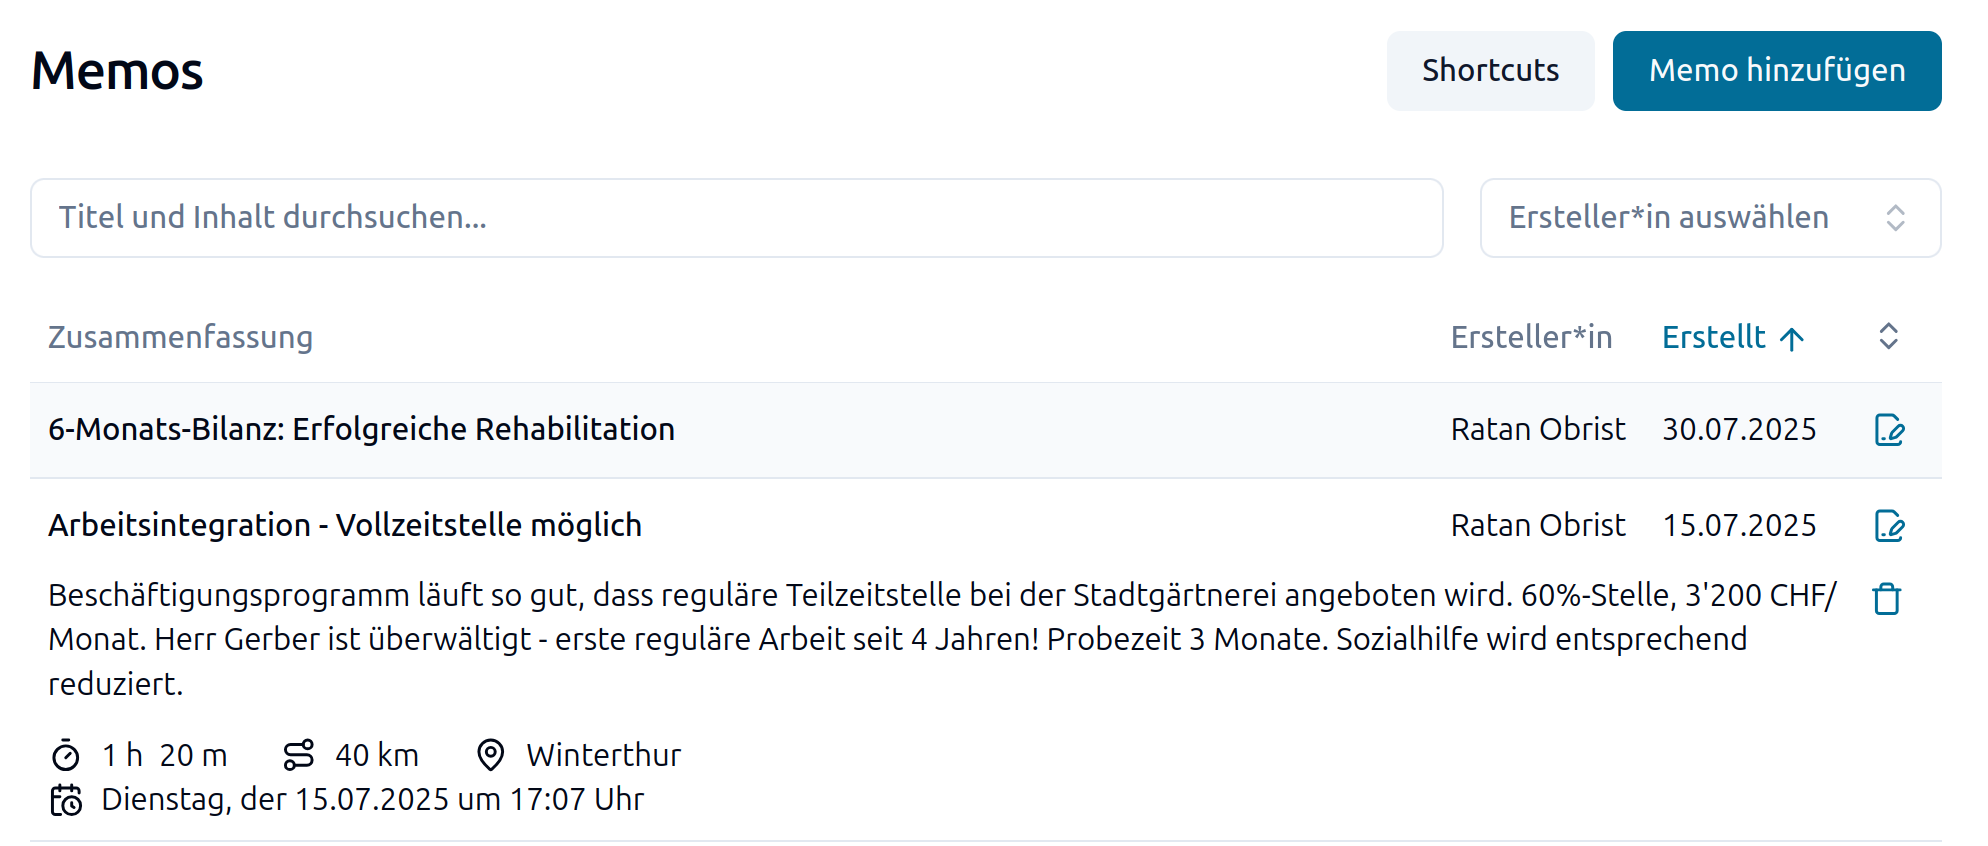 Memos
Shortcuts
Memo hinzufügen
Titel und Inhalt durchsuchen...
Ersteller*in auswählen
Zusammenfassung
Ersteller*in
Erstellt
6-Monats-Bilanz: Erfolgreiche Rehabilitation
Ratan Obrist
30.07.2025
Arbeitsintegration - Vollzeitstelle möglich
Ratan Obrist
15.07.2025
Beschäftigungsprogramm läuft so gut, dass reguläre Teilzeitstelle bei der Stadtgärtnerei angeboten wird. 60%-Stelle, 3'200 CHF/
Monat. Herr Gerber ist überwältigt - erste reguläre Arbeit seit 4 Jahren! Probezeit 3 Monate. Sozialhilfe wird entsprechend
reduziert.
1 h 20 m
40 km
Winterthur
Dienstag, der 15.07.2025 um 17:07 Uhr